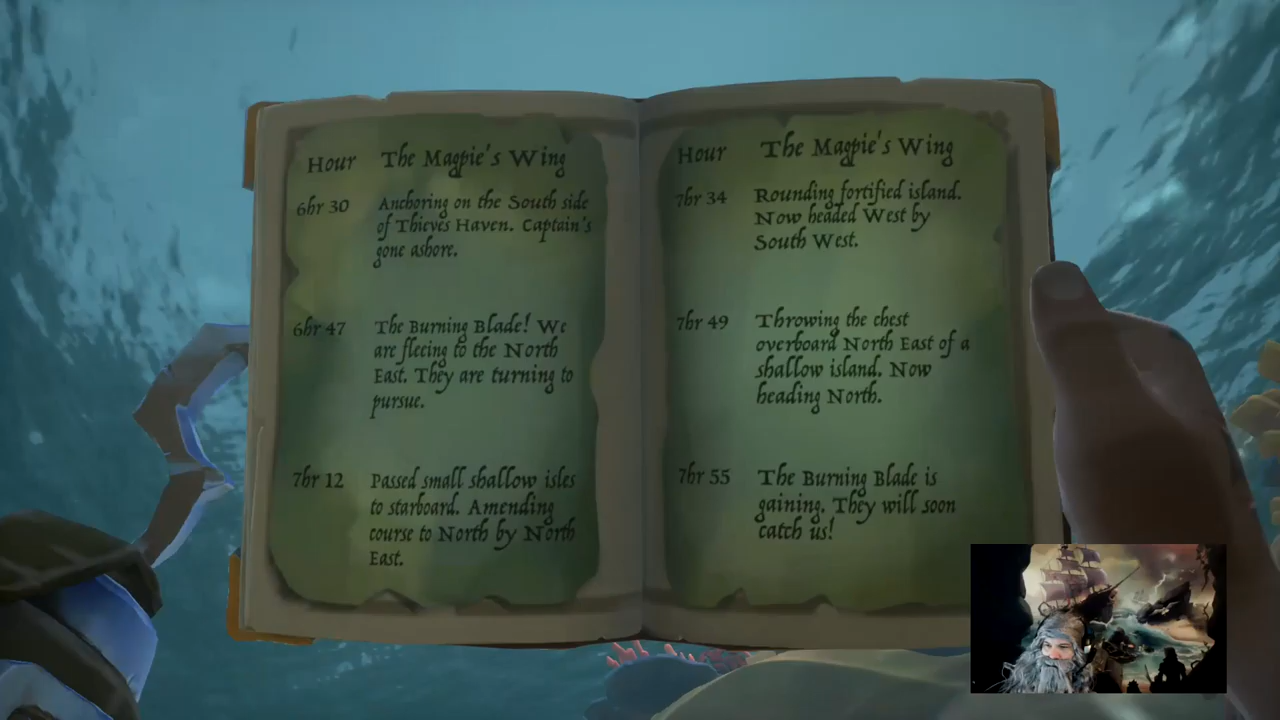 Hour The Magpie's Wing
6hr 30 Anchoring on the South side
of Thieves Haven. Captain's
gone ashore.
6hr 47 The Burning Blade! We
are fleeing to the North
East. They are turning to
pursue.
7hr 12 Passed small shallow isles
to starboard. Amending
course to North by North
East.
Hour The Magpie's Wing
7hr 34 Rounding fortified island.
Now headed West by
South West.
7hr 49 Throwing the chest
overboard North East of a
shallow island. Now
heading North.
7hr 55 The Burning Blade is
gaining. They will soon
catch us!